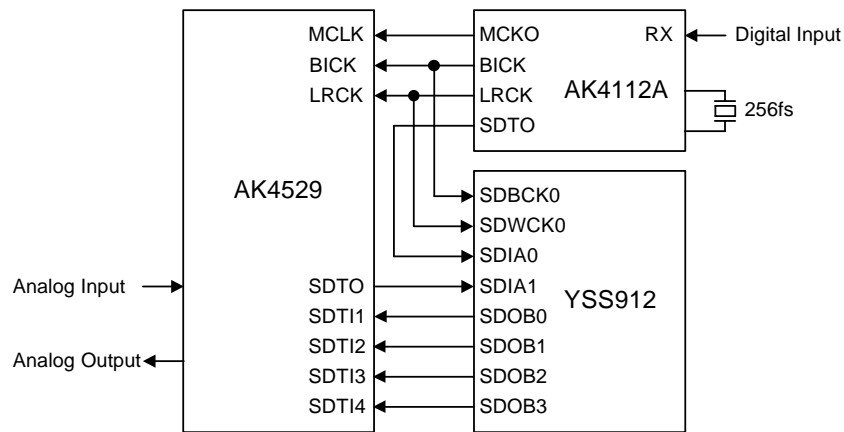 MCLK
BICK
LRCK
AK4529
SDTO
SDTI1
SDTI2
SDTI3
SDTI4
Analog Input
Analog Output
MCKO
BICK
LRCK
SDTO
RX
AK4112A
Digital Input
256fs
SDBCK0
SDWCK0
SDIA0
SDIA1
SDOB0
SDOB1
SDOB2
SDOB3
YSS912